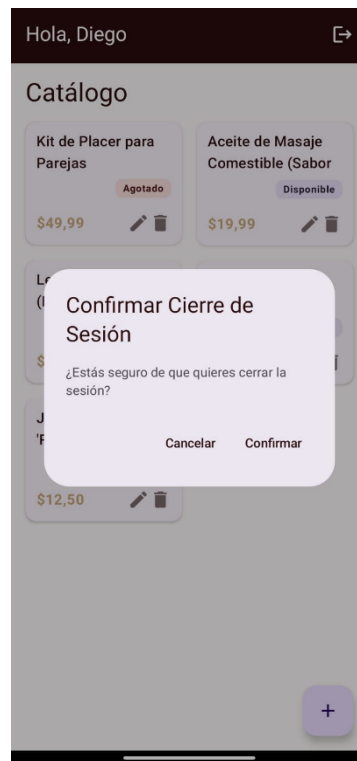 Hola, Diego
Catálogo
Kit de Placer para
Parejas
Agotado
$49,99
Aceite de Masaje
Comestible (Sabor
Disponible
$19,99
Confirmar Cierre de
Sesión
¿Estás seguro de que quieres cerrar la
sesión?
Cancelar
Confirmar
$12,50
+